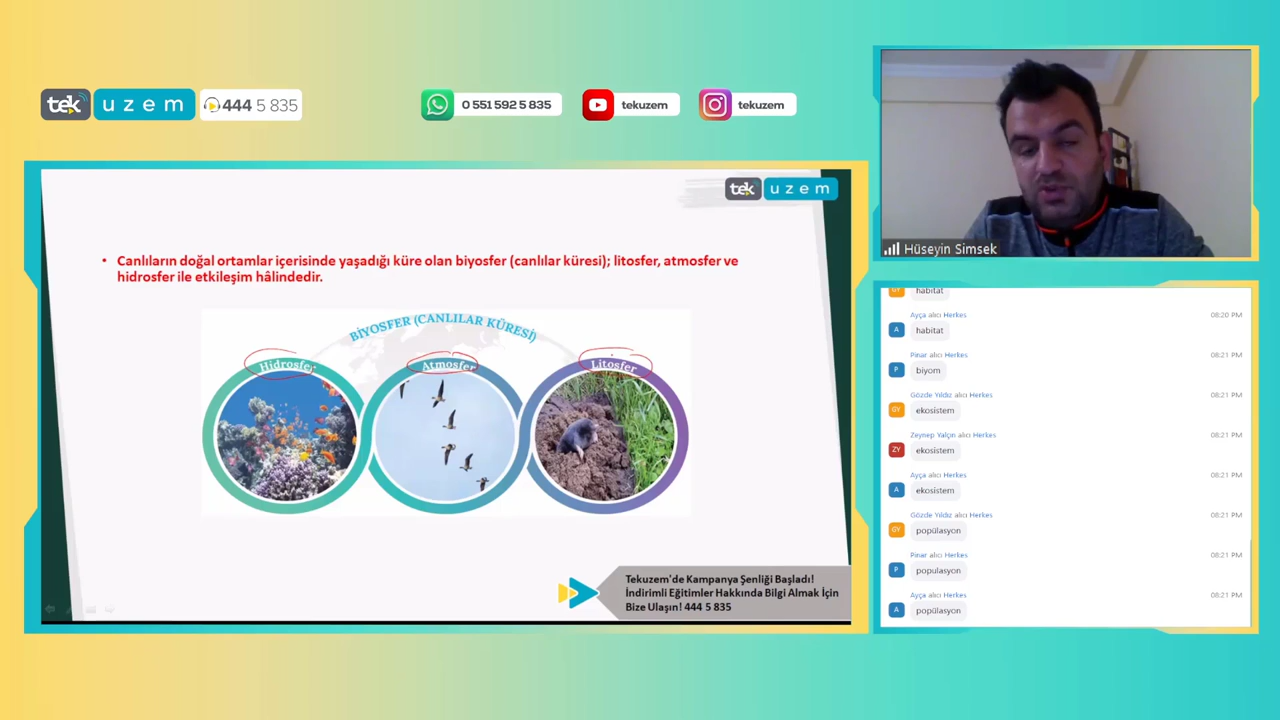 tek uzem 444 5 835
0 551 592 5 835
tekuzem
tekuzem
tek uzem
• Canlıların doğal ortamlar içerisinde yaşadığı küre olan biyosfer (canlılar küresi); litosfer, atmosfer ve
hidrosfer ile etkileşim hâlindedir.
BİYOSFER (CANLILAR KÜRESİ)
Hidrosfer
Atmosfer
Litosfer
Tekuzem'de Kampanya Şenliği Başladı!
İndirimli Eğitimler Hakkında Bilgi Almak İçin
Bize Ulaşın! 444 5 835
Hüseyin Simsek
GY habitat
Ayça alıcı Herkes 08:20 PM
A habitat
Pinar alıcı Herkes 08:21 PM
P biyom
Gözde Yıldız alıcı Herkes 08:21 PM
GY ekosistem
Zeynep Yalçın alıcı Herkes 08:21 PM
ZY ekosistem
Ayça alıcı Herkes 08:21 PM
A ekosistem
Gözde Yıldız alıcı Herkes 08:21 PM
GY popülasyon
Pinar alıcı Herkes 08:21 PM
P populasyon
Ayça alıcı Herkes 08:21 PM
A popülasyon